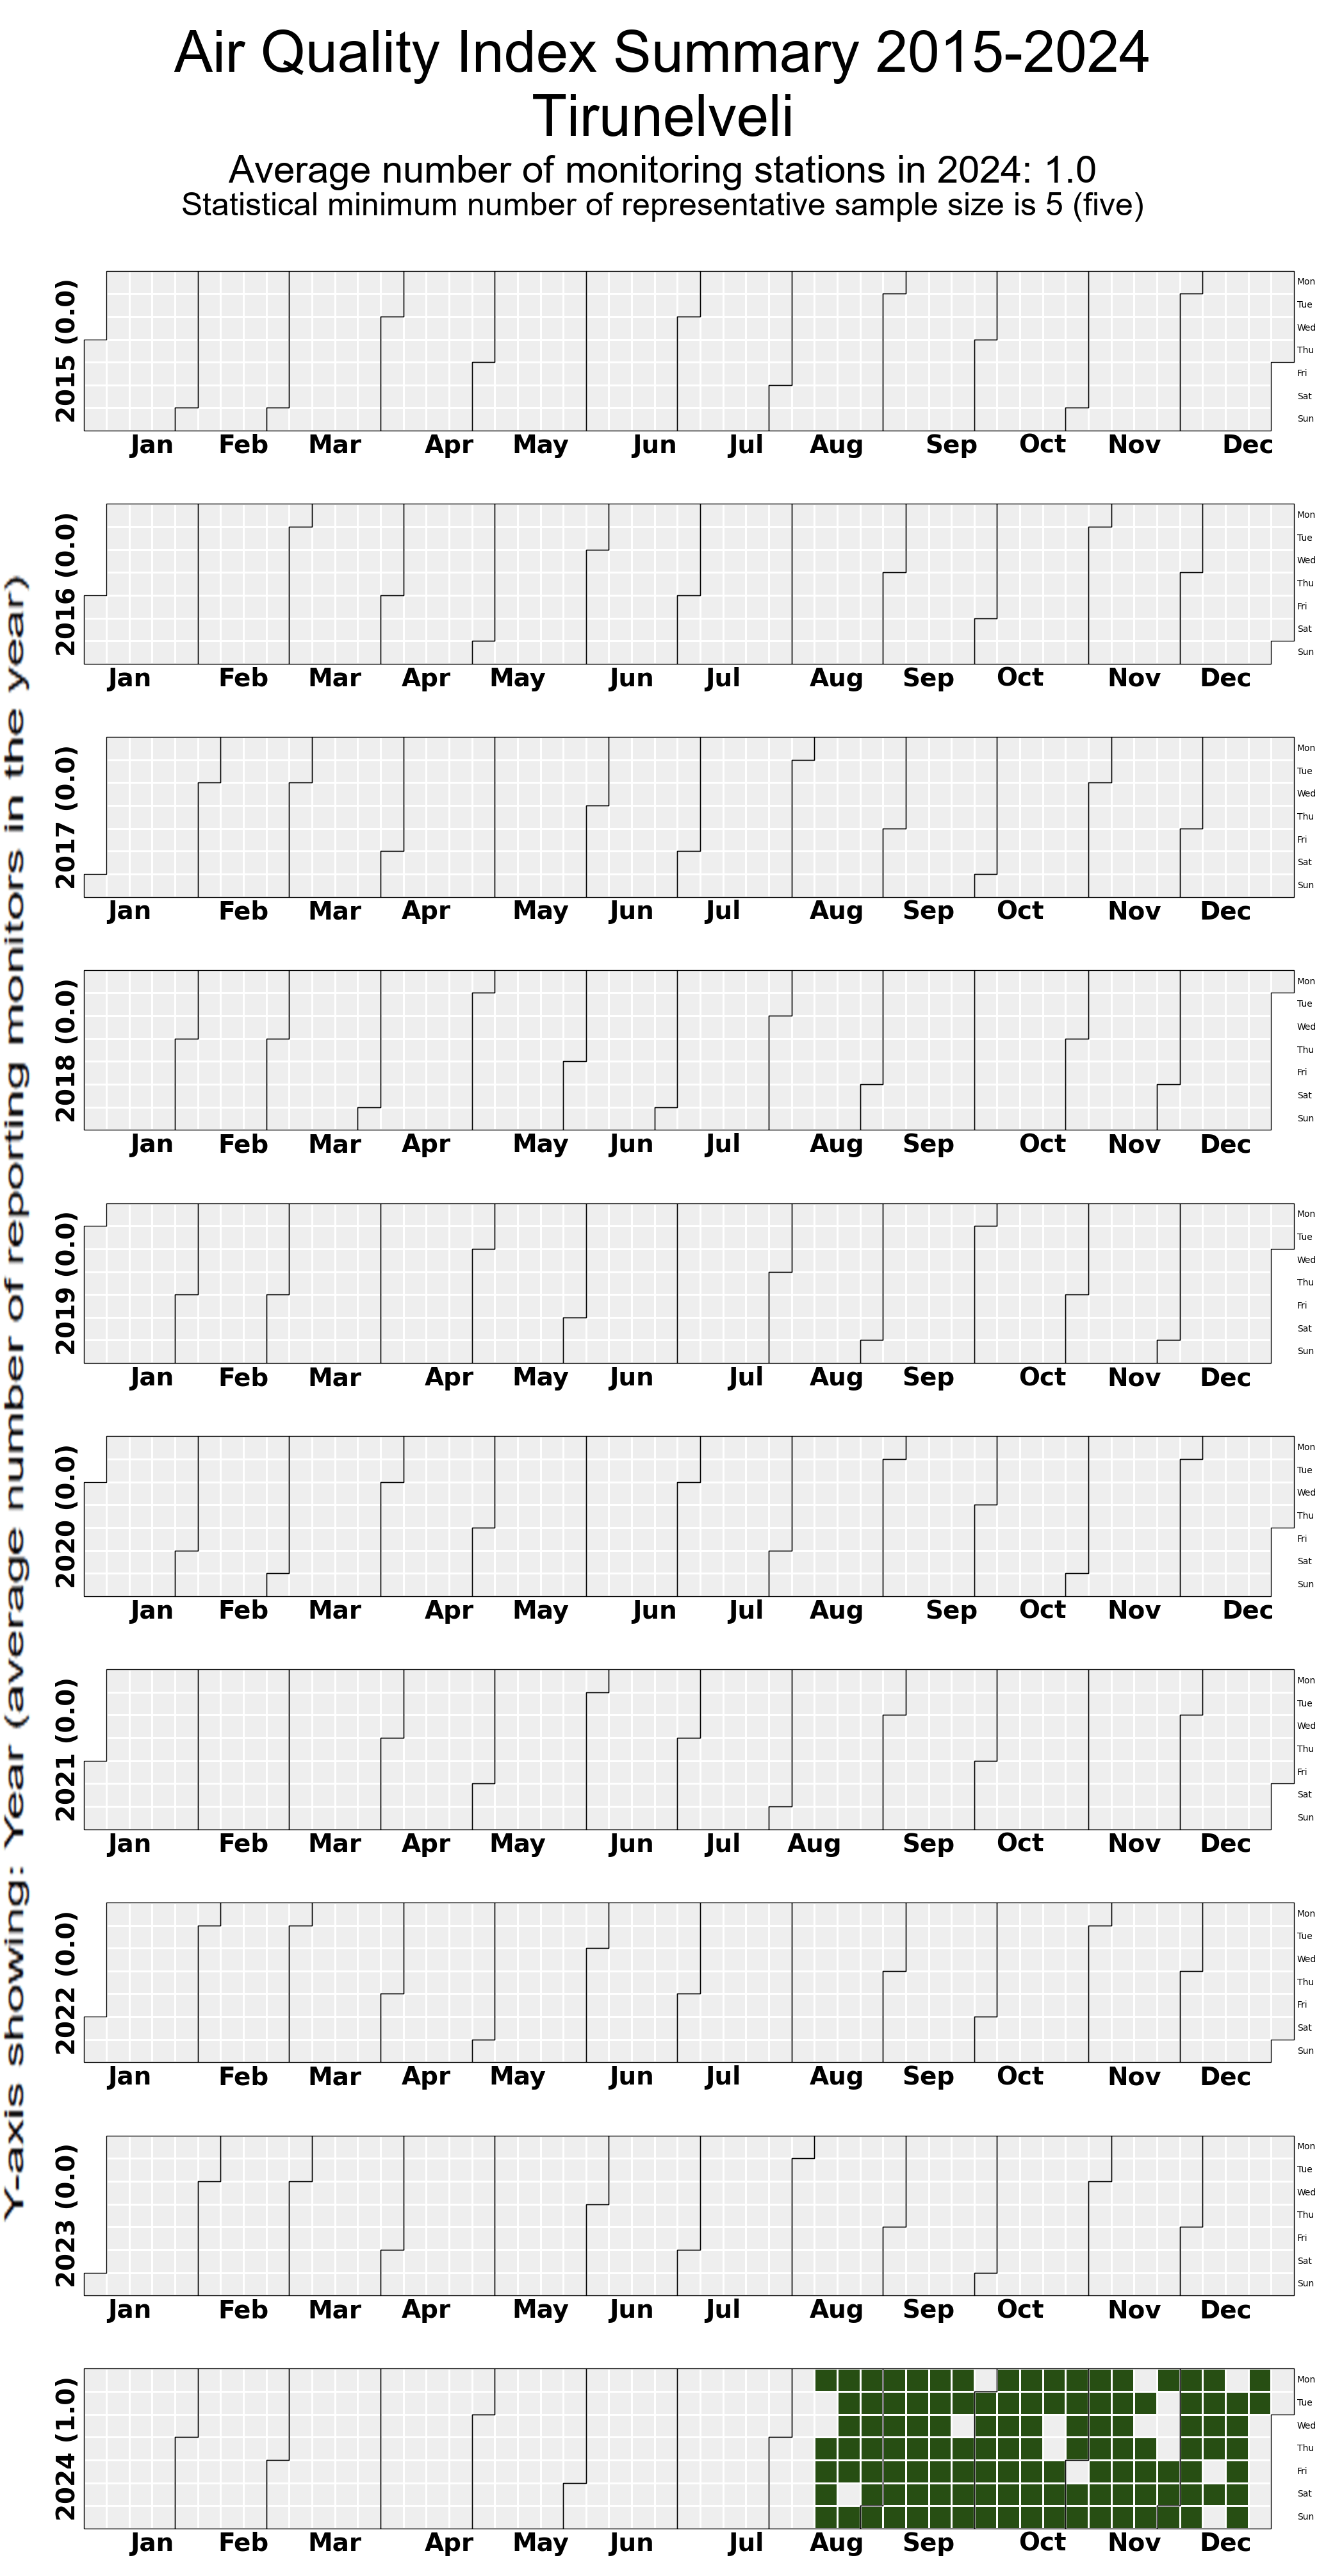 Air Quality Index Summary 2015-2024
Tirunelveli
Average number of monitoring stations in 2024: 1.0
Statistical minimum number of representative sample size is 5 (five)
Y-axis showing: Year (average number of reporting monitors in the year)
2015 (0.0)
Mon
Tue
Wed
Thu
Fri
Sat
Sun
Jan Feb Mar Apr May Jun Jul Aug Sep Oct Nov Dec
2016 (0.0)
Mon
Tue
Wed
Thu
Fri
Sat
Sun
Jan Feb Mar Apr May Jun Jul Aug Sep Oct Nov Dec
2017 (0.0)
Mon
Tue
Wed
Thu
Fri
Sat
Sun
Jan Feb Mar Apr May Jun Jul Aug Sep Oct Nov Dec
2018 (0.0)
Mon
Tue
Wed
Thu
Fri
Sat
Sun
Jan Feb Mar Apr May Jun Jul Aug Sep Oct Nov Dec
2019 (0.0)
Mon
Tue
Wed
Thu
Fri
Sat
Sun
Jan Feb Mar Apr May Jun Jul Aug Sep Oct Nov Dec
2020 (0.0)
Mon
Tue
Wed
Thu
Fri
Sat
Sun
Jan Feb Mar Apr May Jun Jul Aug Sep Oct Nov Dec
2021 (0.0)
Mon
Tue
Wed
Thu
Fri
Sat
Sun
Jan Feb Mar Apr May Jun Jul Aug Sep Oct Nov Dec
2022 (0.0)
Mon
Tue
Wed
Thu
Fri
Sat
Sun
Jan Feb Mar Apr May Jun Jul Aug Sep Oct Nov Dec
2023 (0.0)
Mon
Tue
Wed
Thu
Fri
Sat
Sun
Jan Feb Mar Apr May Jun Jul Aug Sep Oct Nov Dec
2024 (1.0)
Mon
Tue
Wed
Thu
Fri
Sat
Sun
Jan Feb Mar Apr May Jun Jul Aug Sep Oct Nov Dec